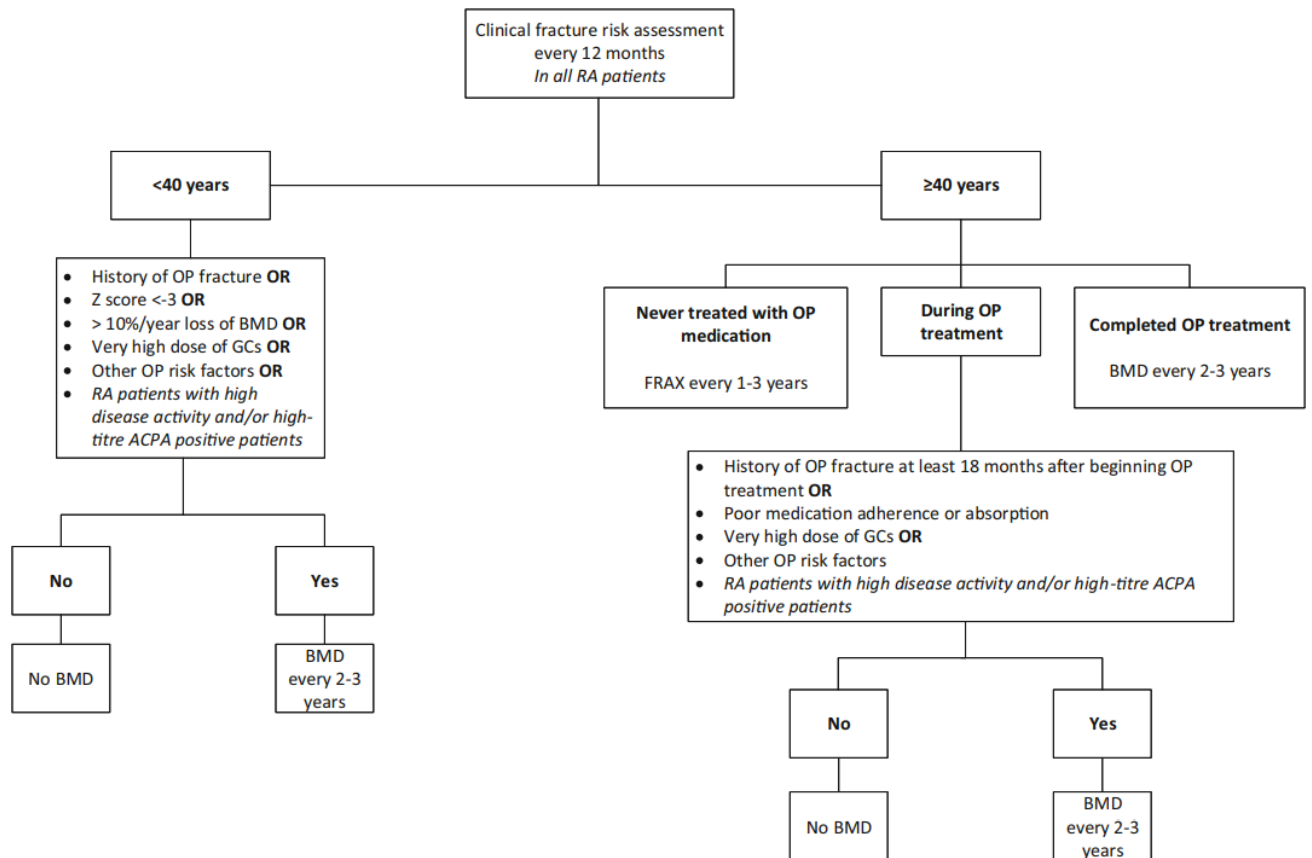 Clinical fracture risk assessment
every 12 months
In all RA patients
<40 years
≥40 years
• History of OP fracture OR
• Z score <-3 OR
• > 10%/year loss of BMD OR
• Very high dose of GCs OR
• Other OP risk factors OR
• RA patients with high
disease activity and/or high-
titre ACPA positive patients
No
Yes
No BMD
BMD
every 2-3
years
Never treated with OP
medication
FRAX every 1-3 years
During OP
treatment
Completed OP treatment
BMD every 2-3 years
• History of OP fracture at least 18 months after beginning OP
treatment OR
• Poor medication adherence or absorption
• Very high dose of GCs OR
• Other OP risk factors
• RA patients with high disease activity and/or high-titre ACPA
positive patients
No
Yes
No BMD
BMD
every 2-3
years